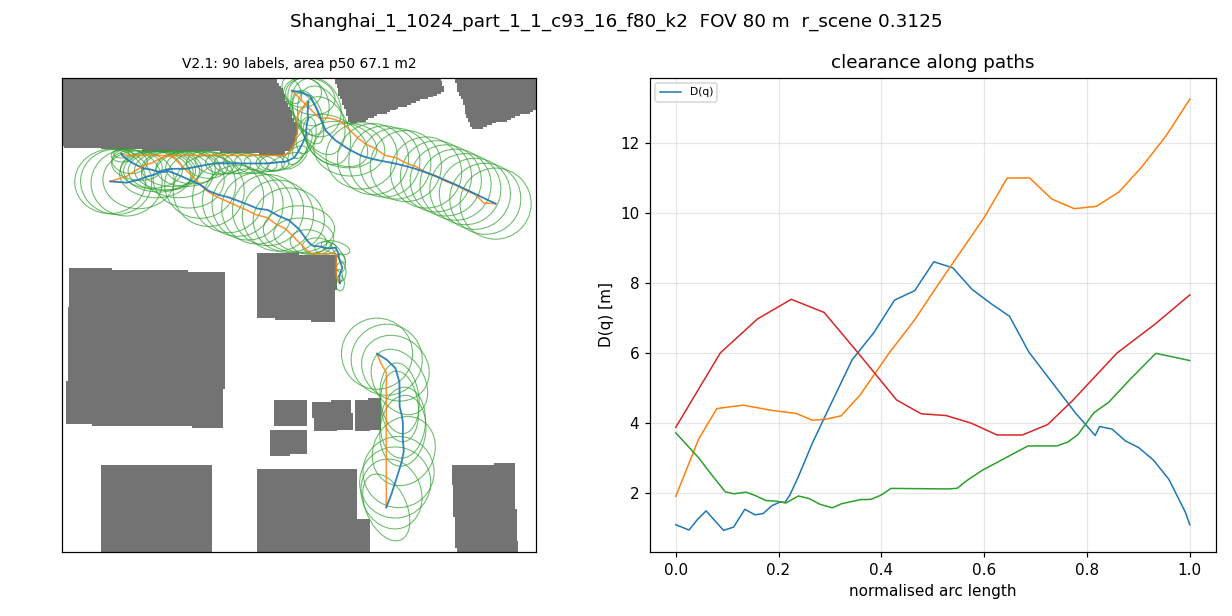 Shanghai_1_1024_part_1_1_c93_16_f80_k2 FOV 80 m r_scene 0.3125
V2.1: 90 labels, area p50 67.1 m2
clearance along paths
D(q)
12
10
8
6
4
2
D(q) [m]
0.0 0.2 0.4 0.6 0.8 1.0
normalised arc length